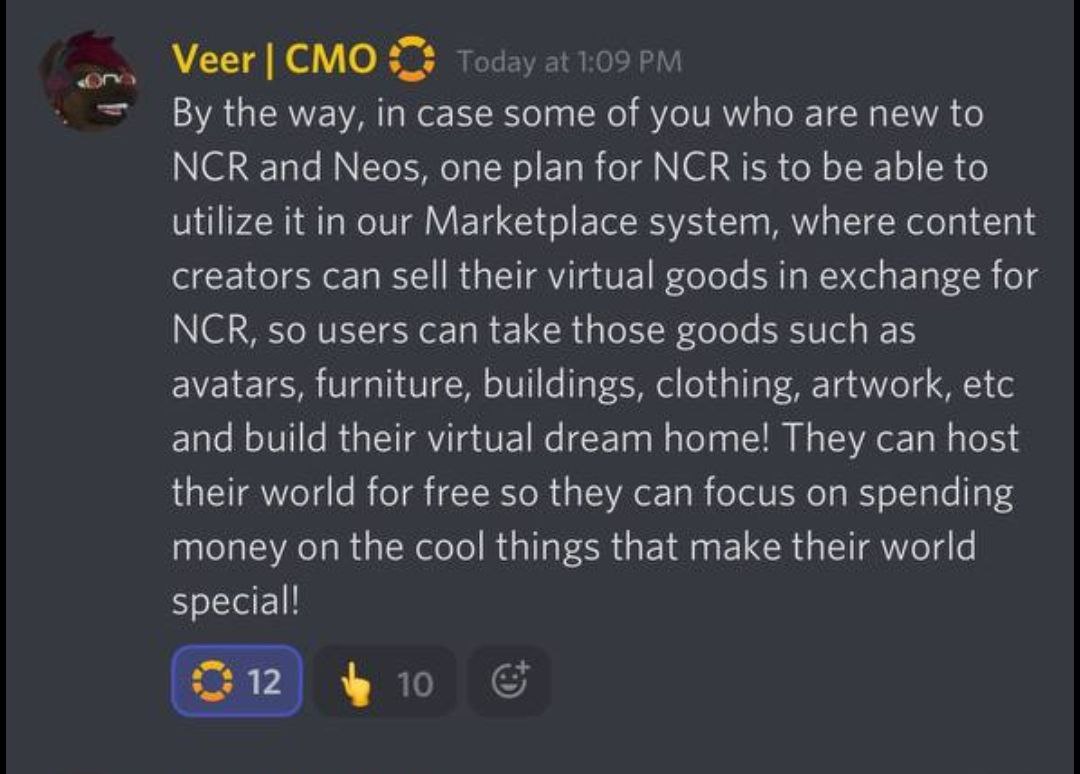 Veer | CMO Today at 1:09 PM
By the way, in case some of you who are new to
NCR and Neos, one plan for NCR is to be able to
utilize it in our Marketplace system, where content
creators can sell their virtual goods in exchange for
NCR, so users can take those goods such as
avatars, furniture, buildings, clothing, artwork, etc
and build their virtual dream home! They can host
their world for free so they can focus on spending
money on the cool things that make their world
special!
12 10